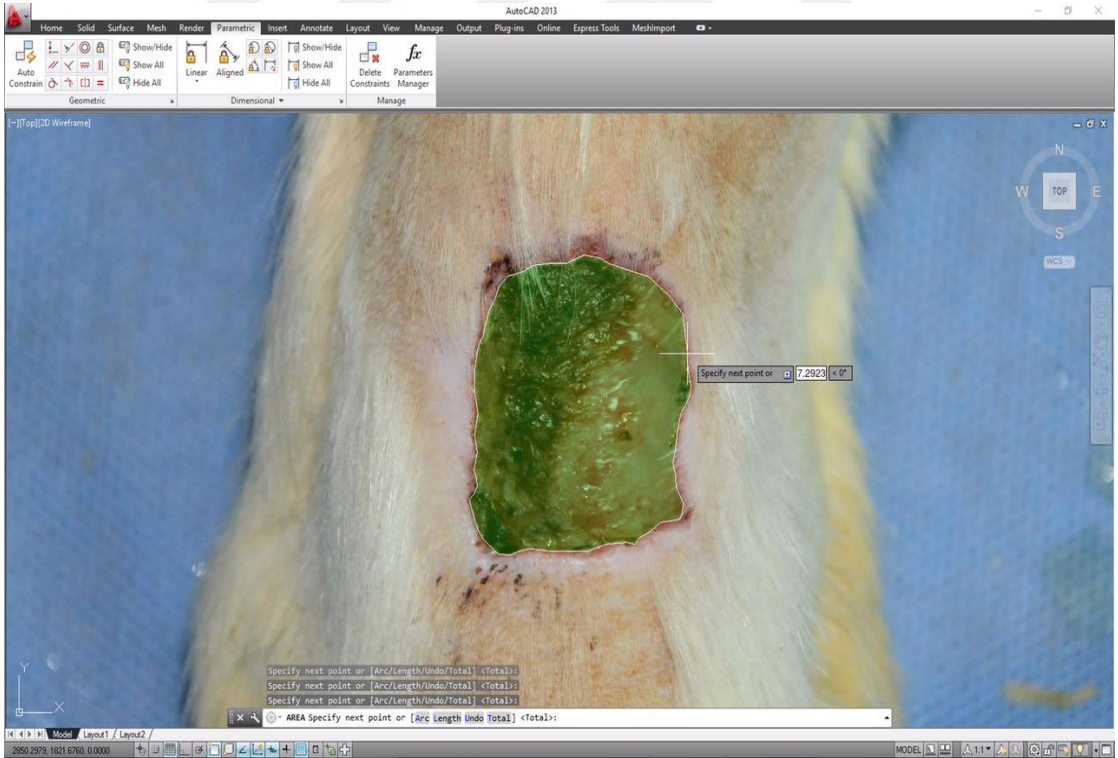 AutoCAD 2013
Home Solid Surface Mesh Render Parametric Insert Annotate Layout View Manage Output Plug-ins Online Express Tools MeshImport
Auto Constrain
Show/Hide
Show All
Hide All
Linear
Aligned
Show/Hide
Show All
Hide All
Delete Constraints
Parameters Manager
Geometric
Dimensional
Manage
[−][Top][2D Wireframe]
N
W TOP E
S
WCS
Specify next point or 7.2923 < 0°
Y
X
Specify next point or [Arc/Length/Undo/Total] <Total>:
Specify next point or [Arc/Length/Undo/Total] <Total>:
Specify next point or [Arc/Length/Undo/Total] <Total>:
AREA Specify next point or [Arc Length Undo Total] <Total>:
Model Layout1 Layout2
2850.2979, 1821.6760, 0.0000 MODEL 1:1